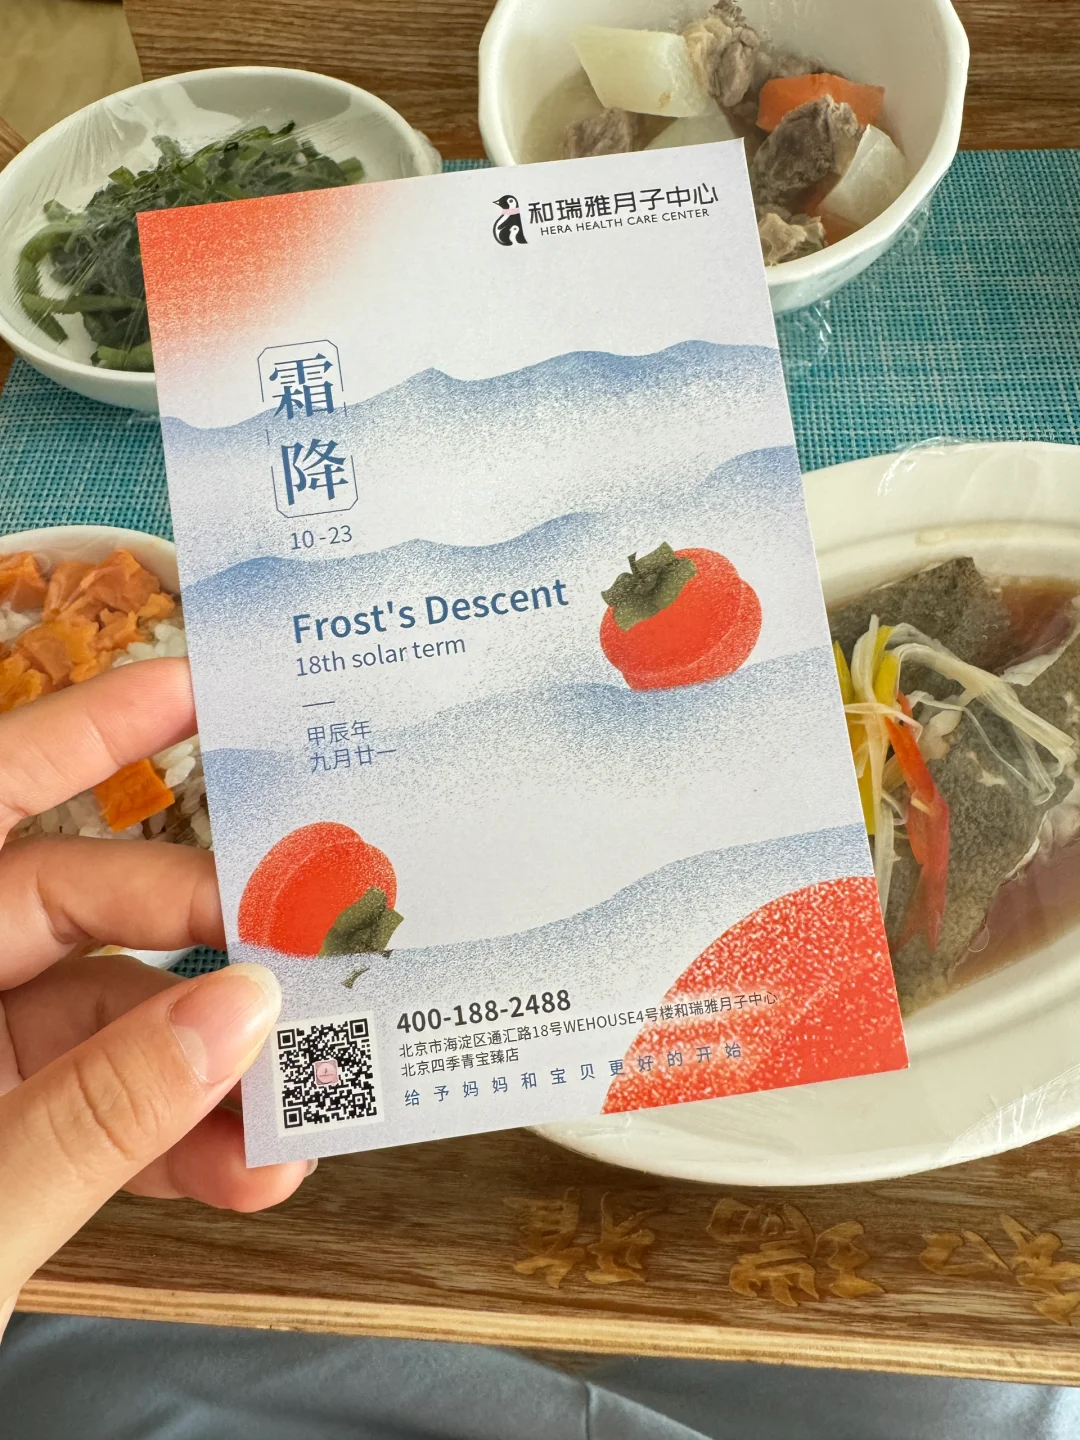 和瑞雅月子中心
HERA HEALTH CARE CENTER
霜降
10-23
Frost's Descent
18th solar term
甲辰年
九月廿一
400-188-2488
北京市海淀区通汇路18号WEHOUSE4号楼和瑞雅月子中心
北京四季青宝臻店
给予妈妈和宝贝更好的开始